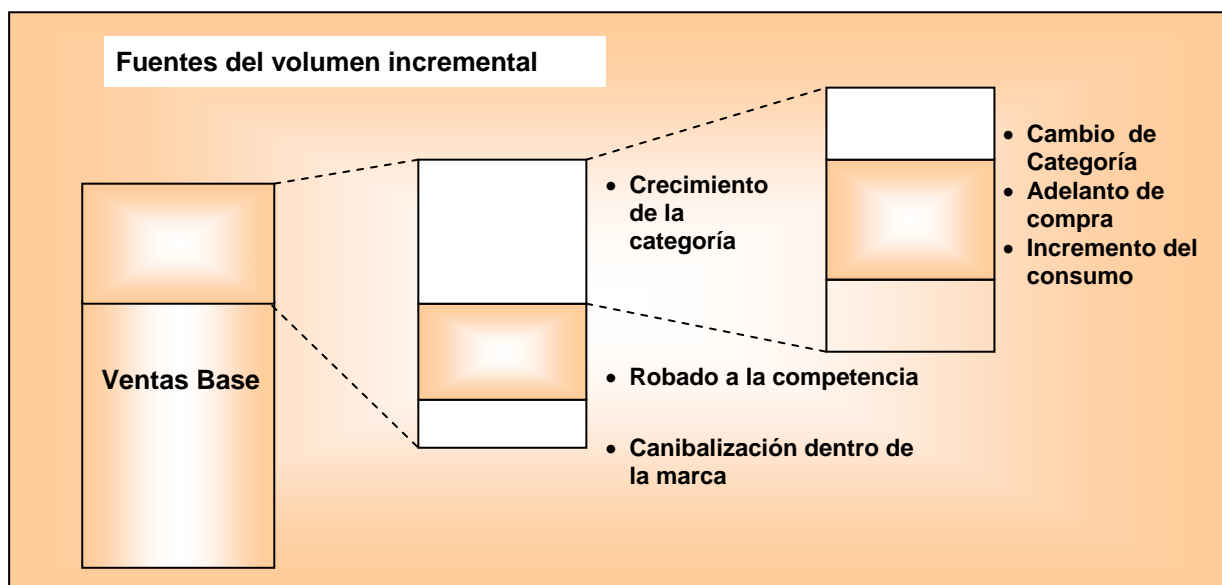 Fuentes del volumen incremental
Ventas Base
• Crecimiento
de la
categoría
• Robado a la competencia
• Canibalización dentro de
la marca
• Cambio de
Categoría
• Adelanto de
compra
• Incremento del
consumo